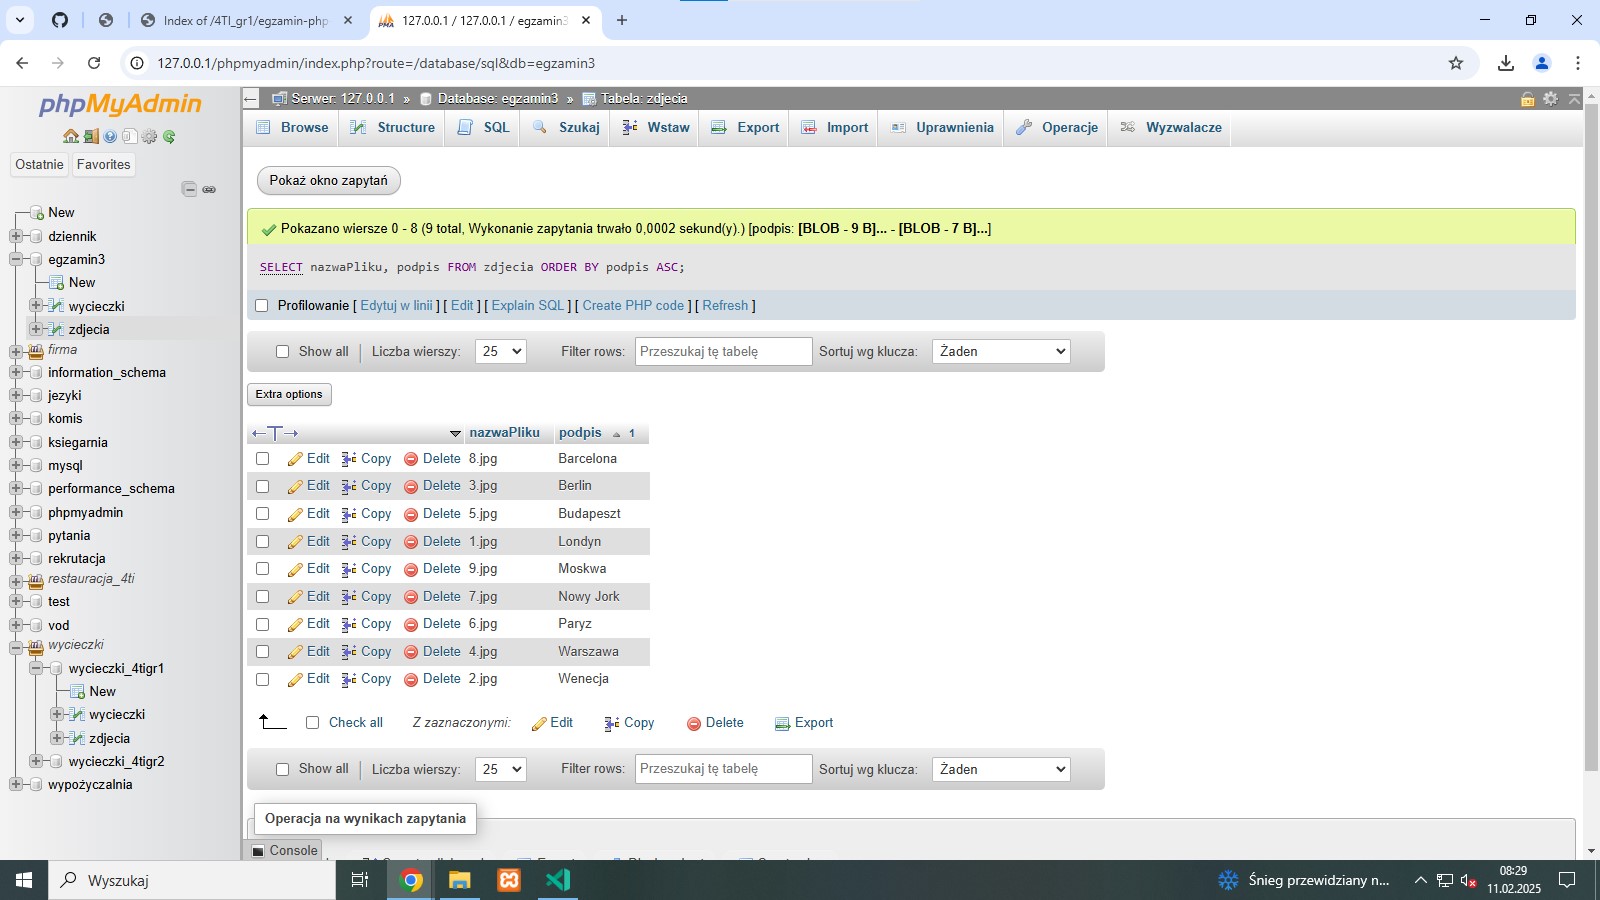 Index of /4TI_gr1/egzamin-php
127.0.0.1 / 127.0.0.1 / egzamin3
127.0.0.1/phpmyadmin/index.php?route=/database/sql&db=egzamin3
phpMyAdmin
Ostatnie Favorites
New
dziennik
egzamin3
New
wycieczki
zdjecia
firma
information_schema
jezyki
komis
ksiegarnia
mysql
performance_schema
phpmyadmin
pytania
rekrutacja
restauracja_4ti
test
vod
wycieczki
wycieczki_4tigr1
New
wycieczki
zdjecia
wycieczki_4tigr2
wypożyczalnia
Serwer: 127.0.0.1 » Database: egzamin3 » Tabela: zdjecia
Browse Structure SQL Szukaj Wstaw Export Import Uprawnienia Operacje Wyzwalacze
Pokaż okno zapytań
Pokazano wiersze 0 - 8 (9 total, Wykonanie zapytania trwało 0,0002 sekund(y).) [podpis: [BLOB - 9 B]... - [BLOB - 7 B]...]
SELECT nazwaPliku, podpis FROM zdjecia ORDER BY podpis ASC;
Profilowanie [ Edytuj w linii ] [ Edit ] [ Explain SQL ] [ Create PHP code ] [ Refresh ]
Show all Liczba wierszy: 25 Filter rows: Przeszukaj tę tabelę Sortuj wg klucza: Żaden
Extra options
←T→ nazwaPliku podpis 1
Edit Copy Delete 8.jpg Barcelona
Edit Copy Delete 3.jpg Berlin
Edit Copy Delete 5.jpg Budapeszt
Edit Copy Delete 1.jpg Londyn
Edit Copy Delete 9.jpg Moskwa
Edit Copy Delete 7.jpg Nowy Jork
Edit Copy Delete 6.jpg Paryz
Edit Copy Delete 4.jpg Warszawa
Edit Copy Delete 2.jpg Wenecja
Check all Z zaznaczonymi: Edit Copy Delete Export
Show all Liczba wierszy: 25 Filter rows: Przeszukaj tę tabelę Sortuj wg klucza: Żaden
Operacja na wynikach zapytania
Console
Wyszukaj
Śnieg przewidziany n...
08:29
11.02.2025